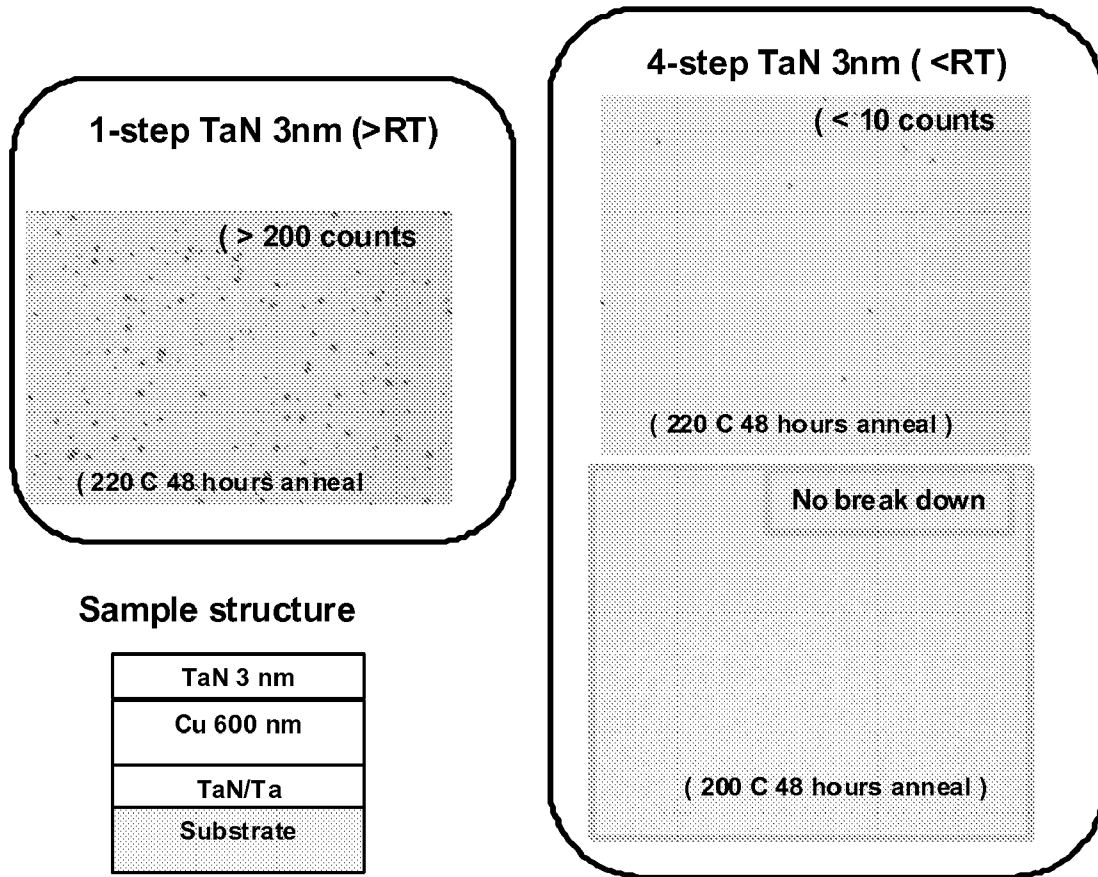 1-step TaN 3nm (>RT)
( > 200 counts
( 220 C 48 hours anneal
4-step TaN 3nm ( <RT)
( < 10 counts
( 220 C 48 hours anneal )
No break down
( 200 C 48 hours anneal )
Sample structure
TaN 3 nm
Cu 600 nm
TaN/Ta
Substrate